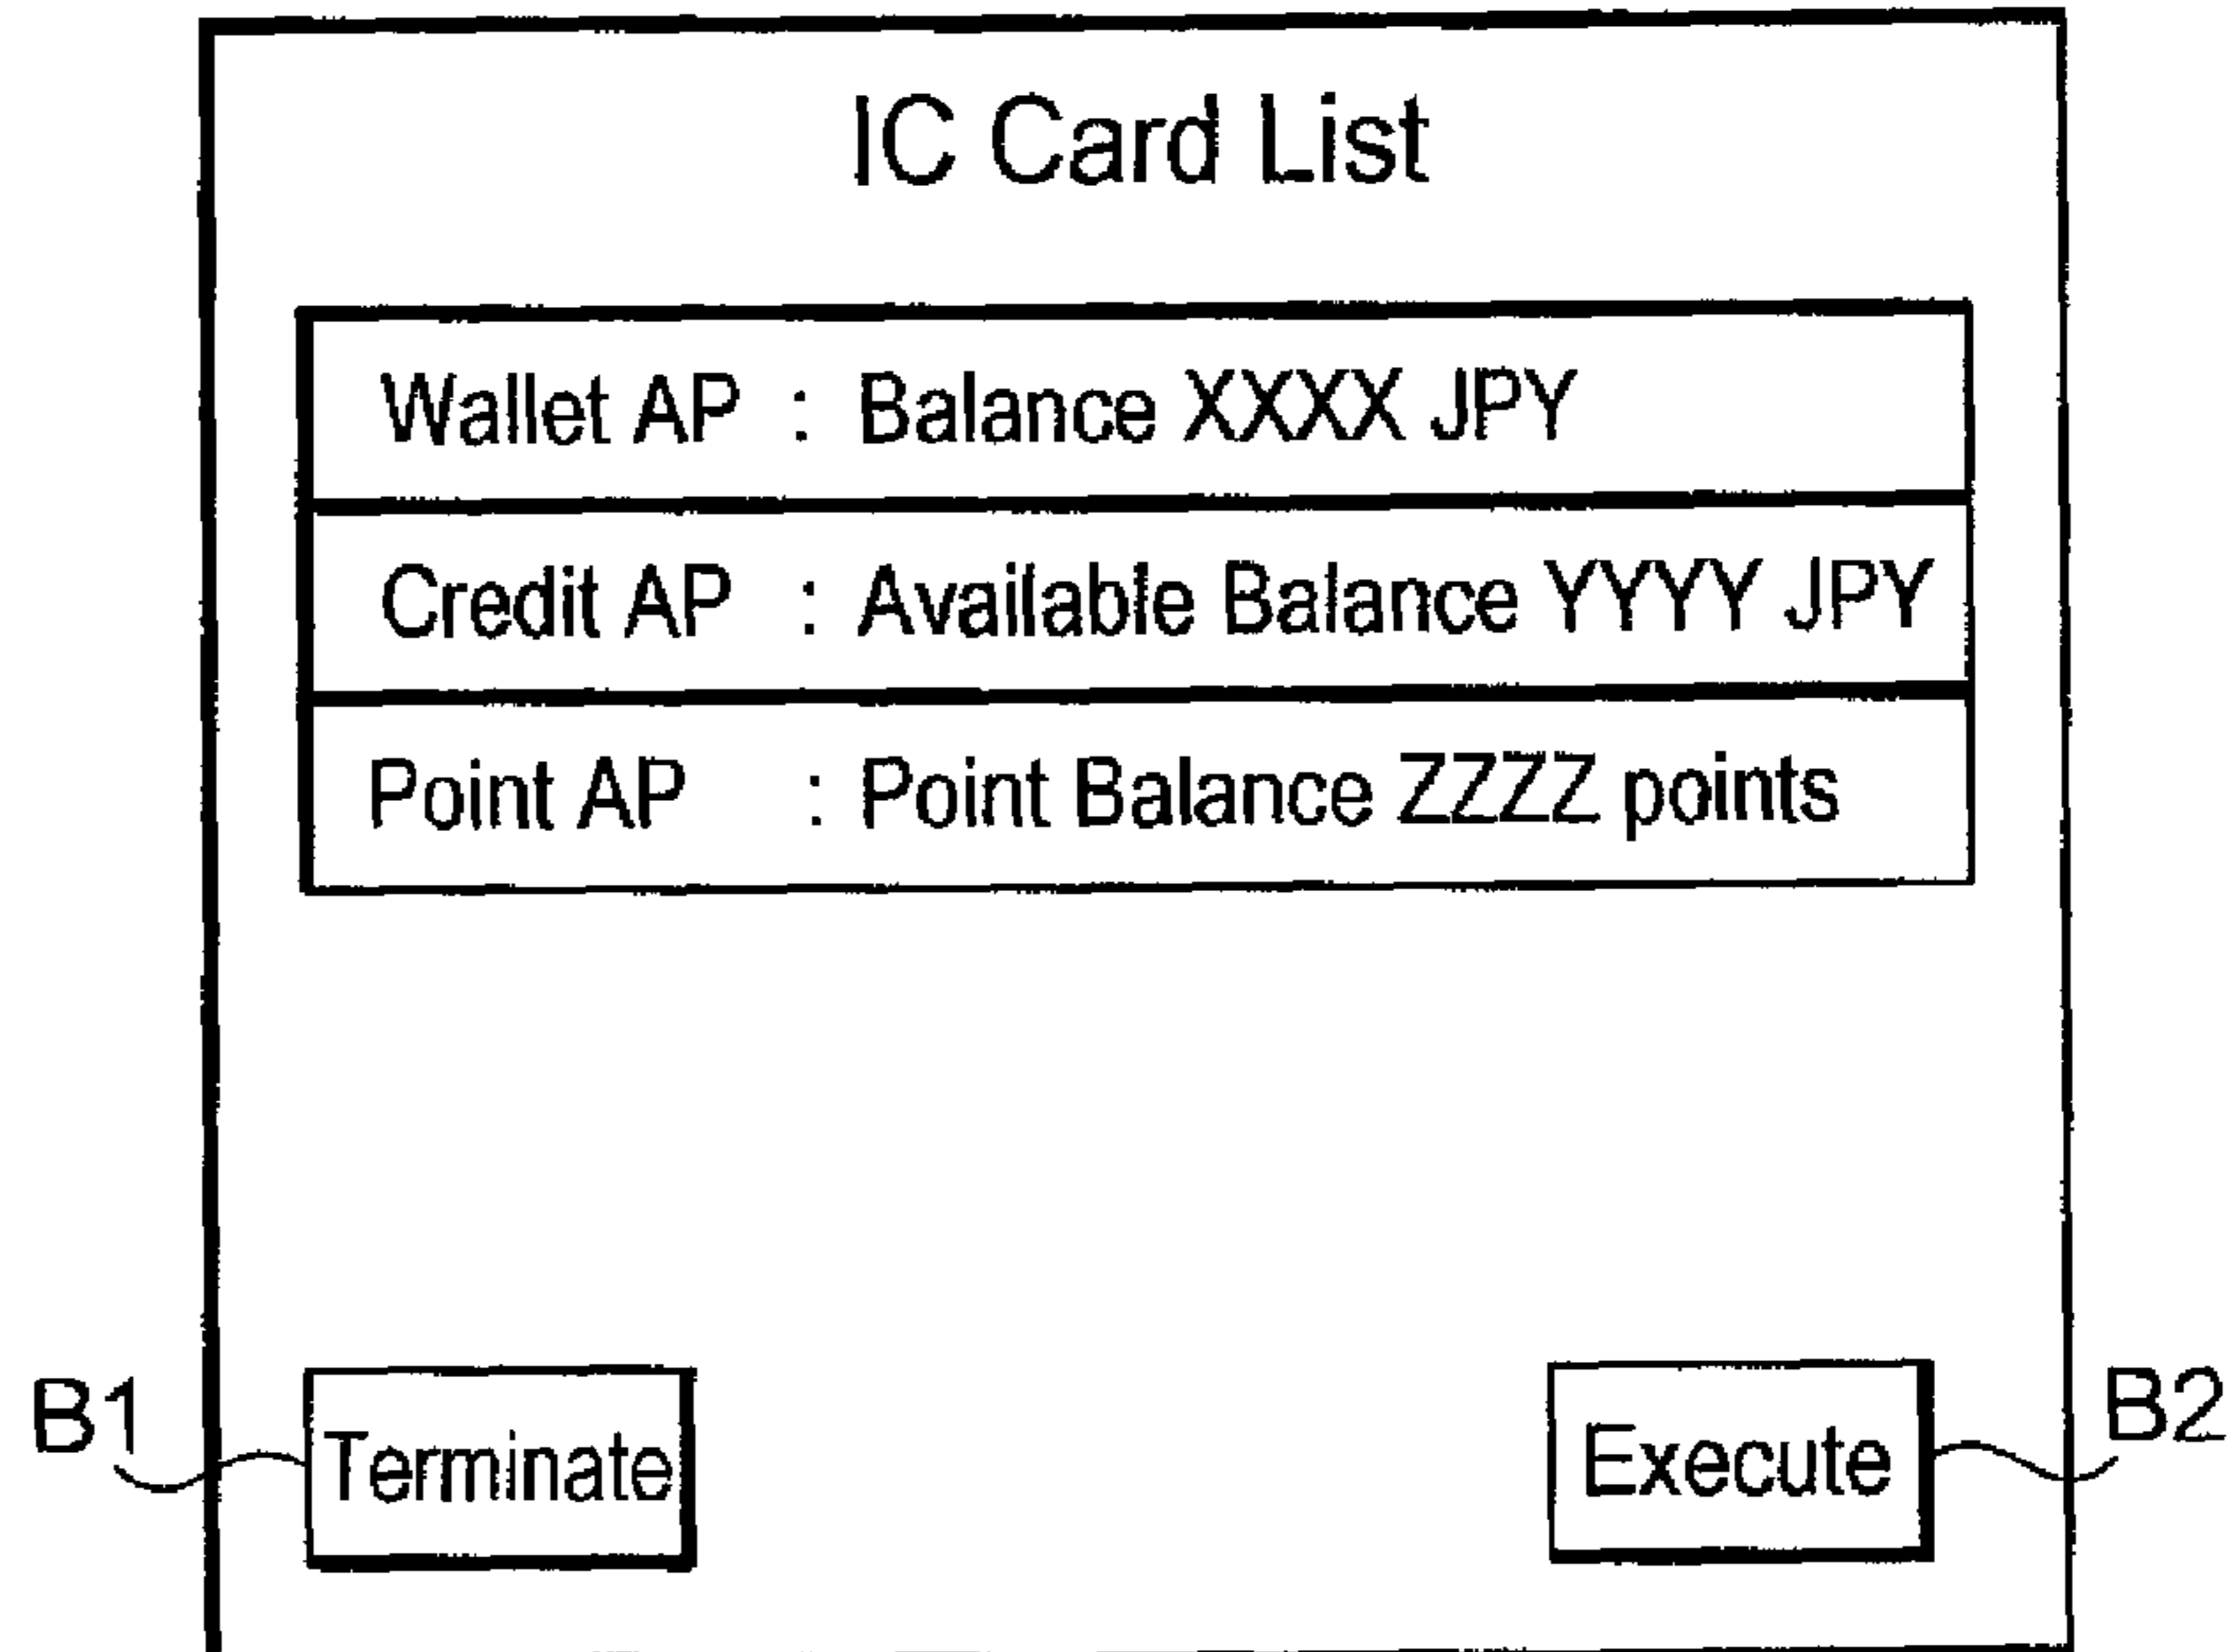 IC Card List
Wallet AP : Balance XXXX JPY
Credit AP : Available Balance YYYY JPY
Point AP : Point Balance ZZZZ points
B1 Terminate Execute B2